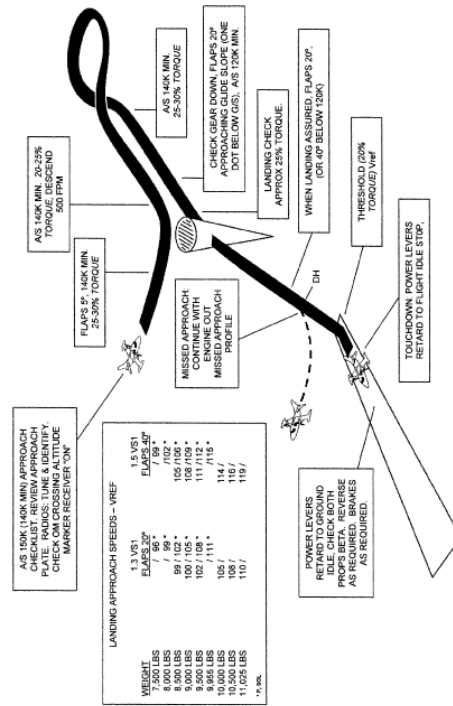 A/S 150K (140K MIN) APPROACH
CHECKLIST. REVIEW APPROACH
PLATE. RADIOS: TUNE & IDENTIFY.
CHECK OM CROSSING ALTITUDE
MARKER RECEIVER "ON"
FLAPS 5°, 140K MIN.
25-30% TORQUE
A/S 140K MIN. 20-25%
TORQUE, DESCEND
500 FPM
A/S 140K MIN.
25-30% TORQUE
CHECK GEAR DOWN, FLAPS 20°
APPROACHING GLIDE SLOPE (ONE
DOT BELOW G/S), A/S 120K MIN.
LANDING CHECK
APPROX 25% TORQUE.
WHEN LANDING ASSURED, FLAPS 20°,
(OR 40° BELOW 120K)
MISSED APPROACH:
CONTINUE WITH
ENGINE OUT
MISSED APPROACH
PROFILE
DH
THRESHOLD (20%
TORQUE) Vref
TOUCHDOWN: POWER LEVERS
RETARD TO FLIGHT IDLE STOP,
POWER LEVERS
RETARD TO GROUND
IDLE, CHECK BOTH
PROPS BETA. REVERSE
AS REQUIRED. BRAKES
AS REQUIRED.
LANDING APPROACH SPEEDS – VREF
1.3 VS1 1.5 VS1
WEIGHT FLAPS 20° FLAPS 40°
7,500 LBS / 96 * / 99 *
8,000 LBS / 99 * /102 *
8,500 LBS 99 / 102 * 105 /106 *
9,000 LBS 100 / 105 * 108 /109 *
9,500 LBS 102 / 108 * 111 /112 *
9,955 LBS / 111 * /115 *
10,000 LBS 105 / 114 /
10,500 LBS 108 / 116 /
11,025 LBS 110 / 119 /